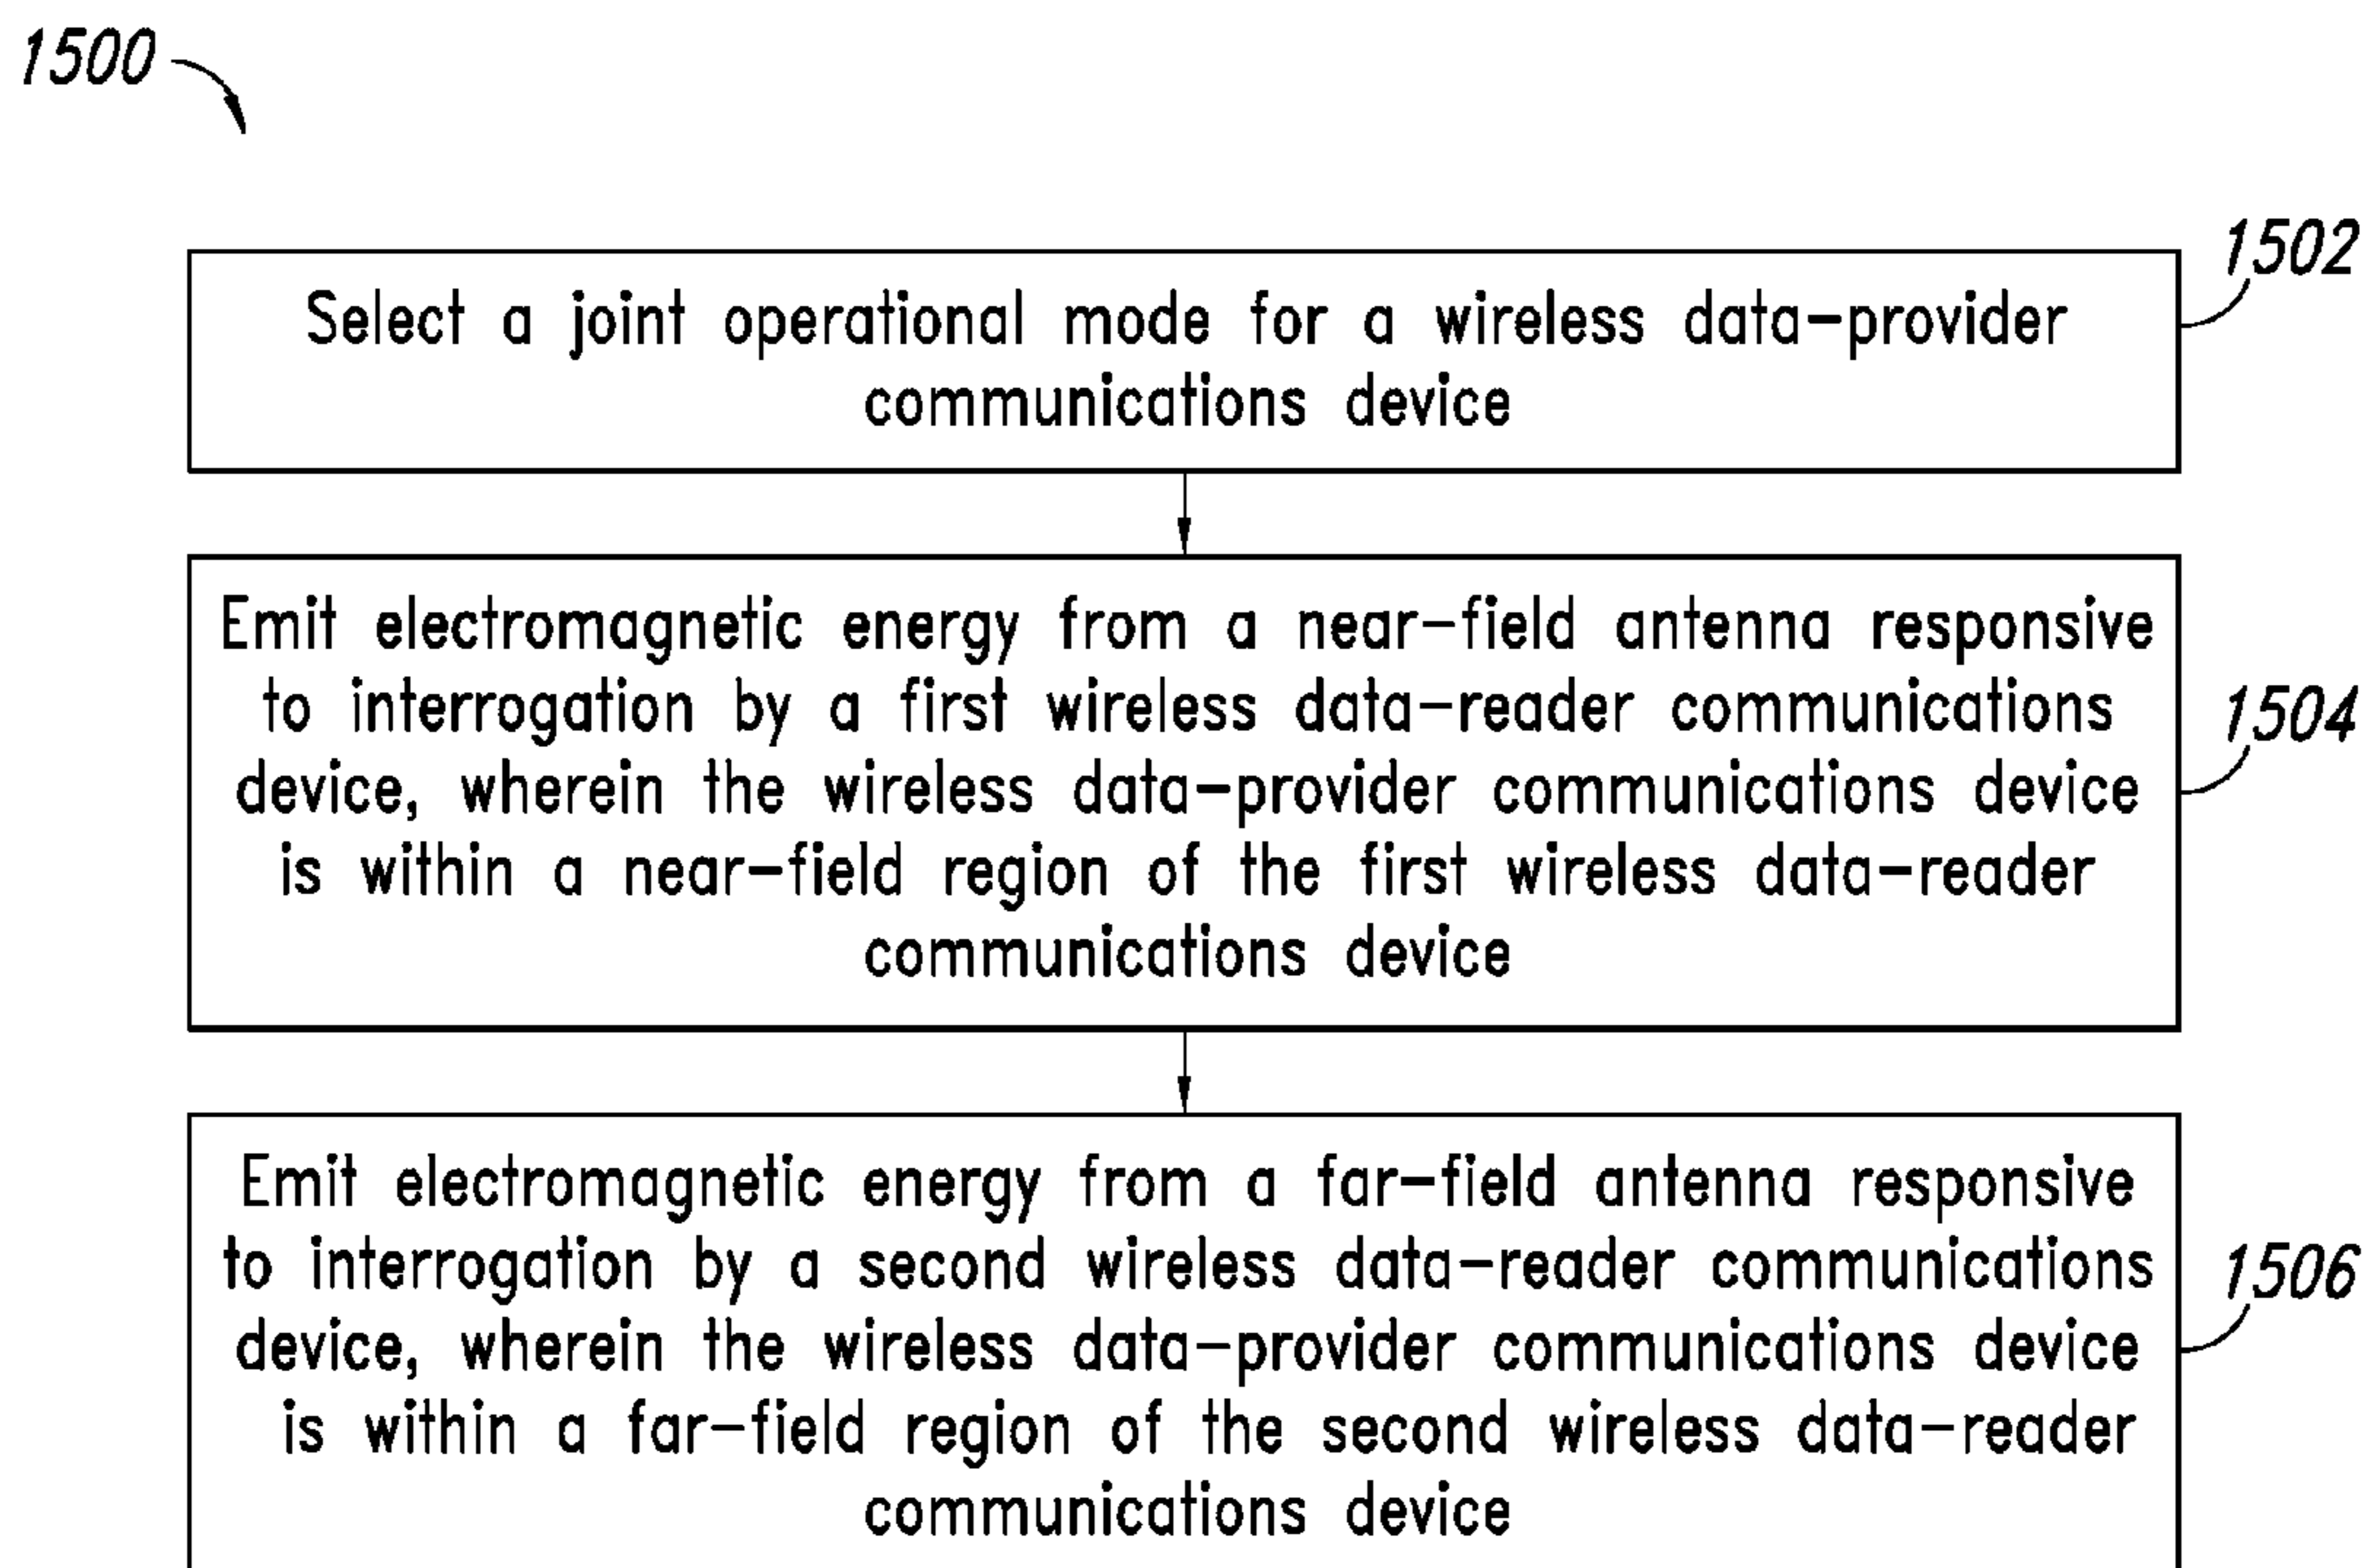 1500
1502
Select a joint operational mode for a wireless data-provider
communications device
Emit electromagnetic energy from a near-field antenna responsive
to interrogation by a first wireless data-reader communications
device, wherein the wireless data-provider communications device
is within a near-field region of the first wireless data-reader
communications device
1504
Emit electromagnetic energy from a far-field antenna responsive
to interrogation by a second wireless data-reader communications
device, wherein the wireless data-provider communications device
is within a far-field region of the second wireless data-reader
communications device
1506